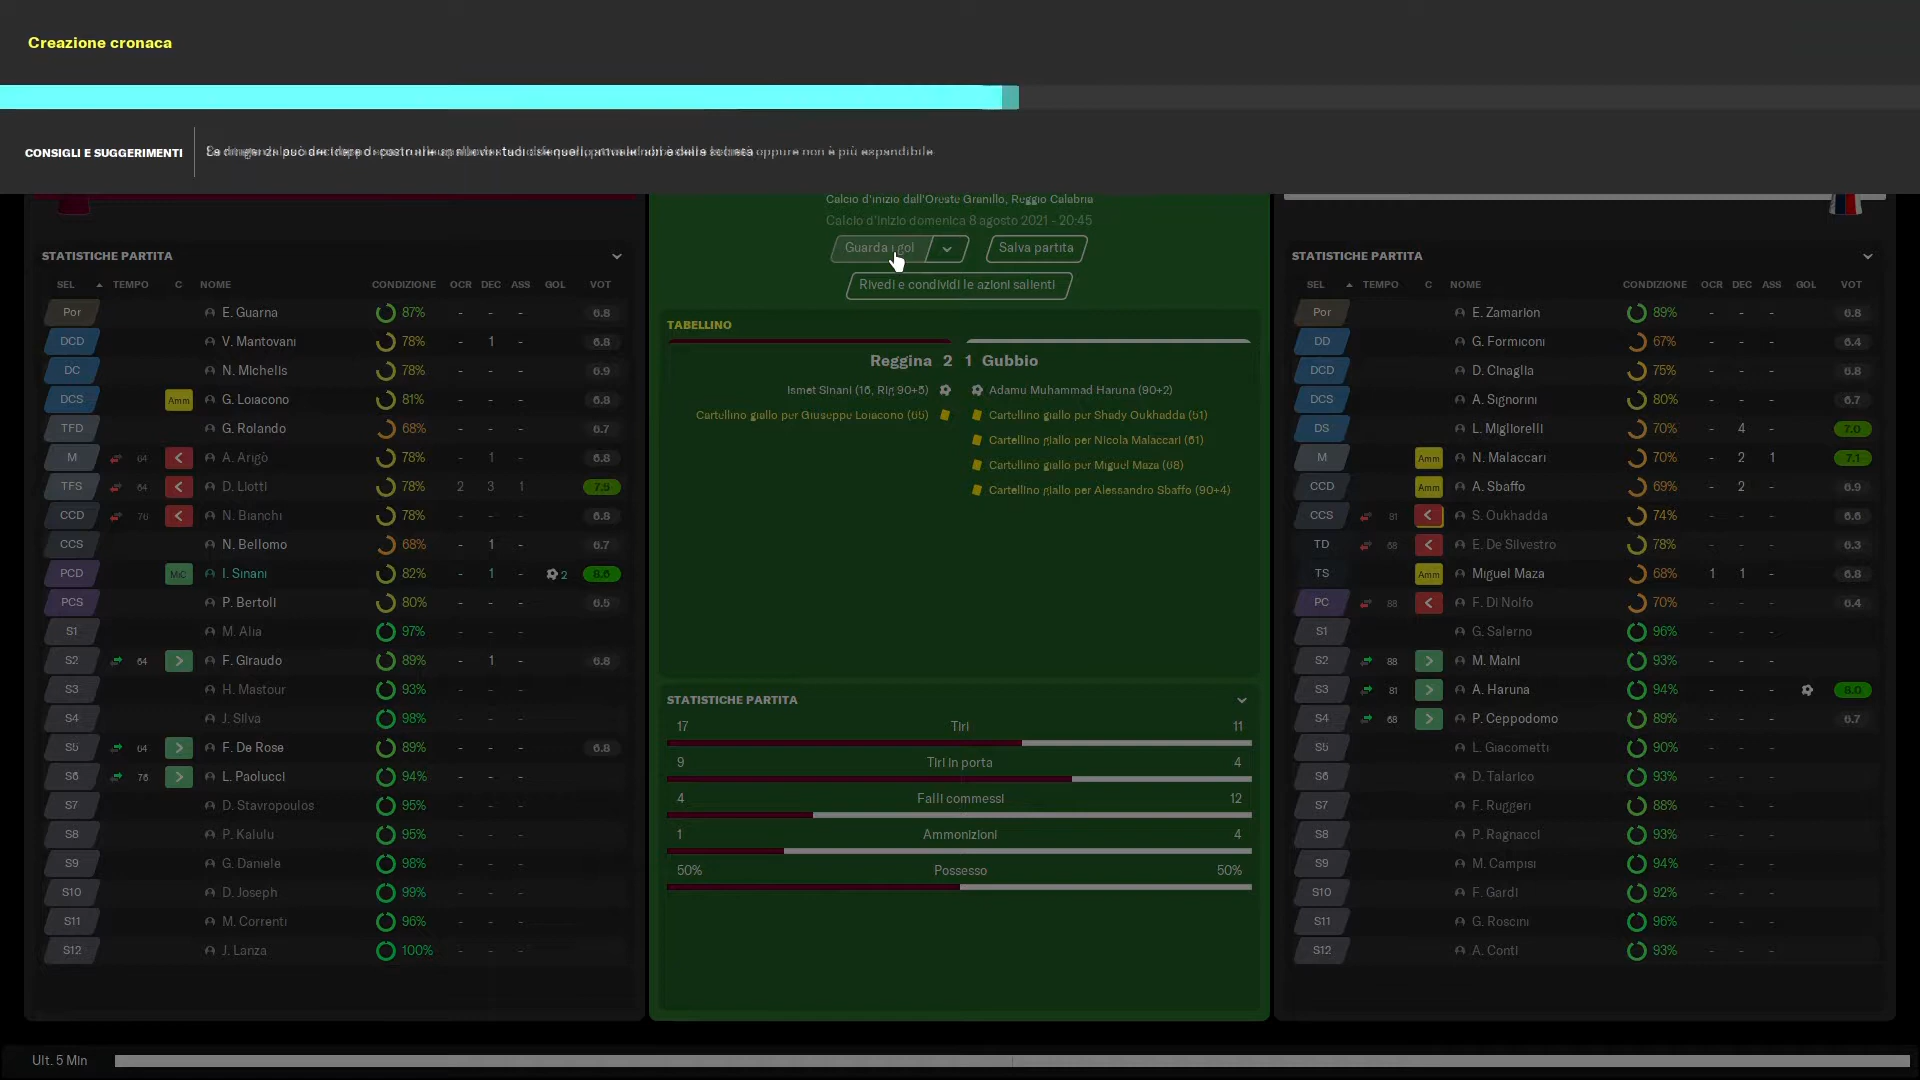 Creazione cronaca
CONSIGLI E SUGGERIMENTI
Calcio d'inizio dall'Oreste Granillo, Reggio Calabria
Calcio d'inizio domenica 8 agosto 2021 - 20:45
Guarda i gol
Salva partita
Rivedi e condividi le azioni salienti
STATISTICHE PARTITA
SEL TEMPO C NOME CONDIZIONE OCR DEC ASS GOL VOT
Por E. Guarna 87% - - - 6.8
DCD V. Mantovani 78% - 1 - 6.8
DC N. Michelis 78% - - - 6.9
DCS Amm G. Loiacono 81% - - - 6.8
TFD G. Rolando 68% - - - 6.7
M 64 < A. Arigò 78% - 1 - 6.8
TFS 64 < D. Liotti 78% 2 3 1 7.5
CCD 76 < N. Bianchi 78% - - - 6.8
CCS N. Bellomo 68% - 1 - 6.7
PCD MiC I. Sinani 82% - 1 - 2 8.6
PCS P. Bertoli 80% - - - 6.5
S1 M. Alia 97% - - -
S2 64 > F. Giraudo 89% - 1 - 6.8
S3 H. Mastour 93% - - -
S4 J. Silva 98% - - -
S5 64 > F. De Rose 89% - - - 6.8
S6 76 > L. Paolucci 94% - - -
S7 D. Stavropoulos 95% - - -
S8 P. Kalulu 95% - - -
S9 G. Daniele 98% - - -
S10 D. Joseph 99% - - -
S11 M. Correnti 96% - - -
S12 J. Lanza 100% - - -
TABELLINO
Reggina 2 1 Gubbio
Ismet Sinani (16, Rig 90+5)
Cartellino giallo per Giuseppe Loiacono (65)
Adamu Muhammad Haruna (90+2)
Cartellino giallo per Shady Oukhadda (51)
Cartellino giallo per Nicola Malaccari (61)
Cartellino giallo per Miguel Maza (68)
Cartellino giallo per Alessandro Sbaffo (90+4)
STATISTICHE PARTITA
17 Tiri 11
9 Tiri in porta 4
4 Falli commessi 12
1 Ammonizioni 4
50% Possesso 50%
STATISTICHE PARTITA
SEL TEMPO C NOME CONDIZIONE OCR DEC ASS GOL VOT
Por E. Zamarion 89% - - - 6.8
DD G. Formiconi 67% - - - 6.4
DCD D. Cinaglia 75% - - - 6.8
DCS A. Signorini 80% - - - 6.7
DS L. Migliorelli 70% - 4 - 7.0
M Amm N. Malaccari 70% - 2 1 7.1
CCD Amm A. Sbaffo 69% - 2 - 6.9
CCS 81 < S. Oukhadda 74% - - - 6.6
TD 68 < E. De Silvestro 78% - - - 6.3
TS Amm Miguel Maza 68% 1 1 - 6.8
PC 88 < F. Di Nolfo 70% - - - 6.4
S1 G. Salerno 96% - - -
S2 88 > M. Maini 93% - - -
S3 81 > A. Haruna 94% - - - 8.0
S4 68 > P. Ceppodomo 89% - - - 6.7
S5 L. Giacometti 90% - - -
S6 D. Talarico 93% - - -
S7 F. Ruggeri 88% - - -
S8 P. Ragnacci 93% - - -
S9 M. Campisi 94% - - -
S10 F. Gardi 92% - - -
S11 G. Roscini 96% - - -
S12 A. Conti 93% - - -
Ult. 5 Min